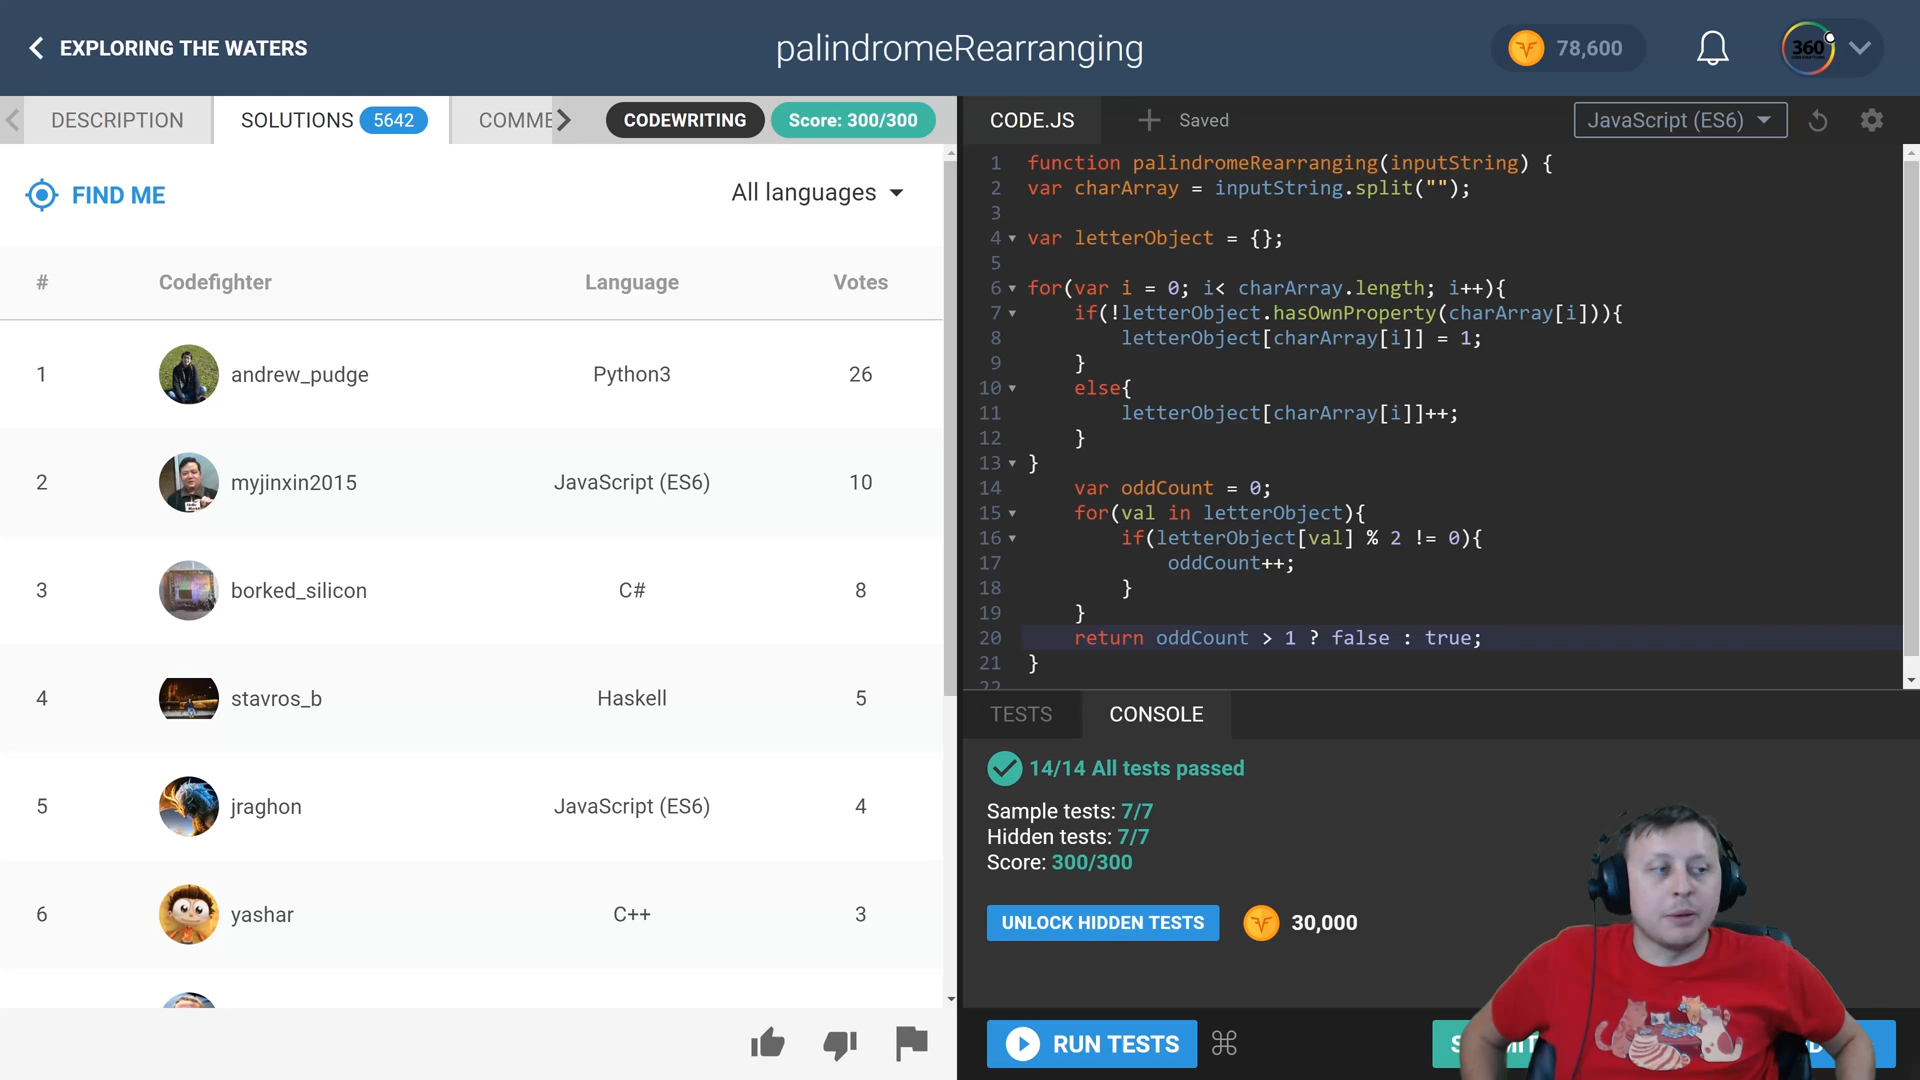 EXPLORING THE WATERS
palindromeRearranging
78,600
360
DESCRIPTION
SOLUTIONS 5642
COMME
CODEWRITING
Score: 300/300
FIND ME
All languages
# Codefighter Language Votes
1 andrew_pudge Python3 26
2 myjinxin2015 JavaScript (ES6) 10
3 borked_silicon C# 8
4 stavros_b Haskell 5
5 jraghon JavaScript (ES6) 4
6 yashar C++ 3
CODE.JS
Saved
JavaScript (ES6)
1 function palindromeRearranging(inputString) {
2 var charArray = inputString.split("");
3
4 var letterObject = {};
5
6 for(var i = 0; i< charArray.length; i++){
7 if(!letterObject.hasOwnProperty(charArray[i])){
8 letterObject[charArray[i]] = 1;
9 }
10 else{
11 letterObject[charArray[i]]++;
12 }
13 }
14 var oddCount = 0;
15 for(val in letterObject){
16 if(letterObject[val] % 2 != 0){
17 oddCount++;
18 }
19 }
20 return oddCount > 1 ? false : true;
21 }
22
TESTS
CONSOLE
14/14 All tests passed
Sample tests: 7/7
Hidden tests: 7/7
Score: 300/300
UNLOCK HIDDEN TESTS
30,000
RUN TESTS